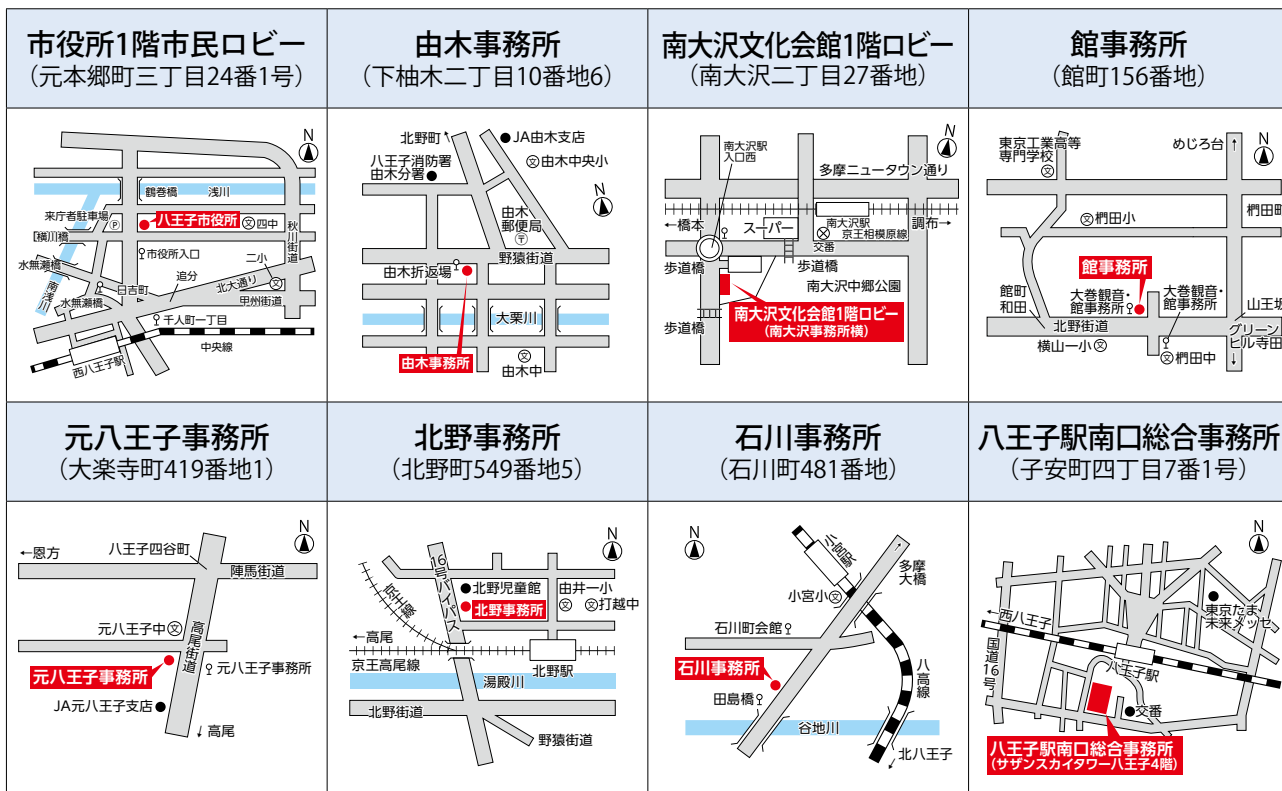 市役所1階市民ロビー
(元本郷町三丁目24番1号)
由木事務所
(下柚木二丁目10番地6)
南大沢文化会館1階ロビー
(南大沢二丁目27番地)
館事務所
(館町156番地)
N
鶴巻橋
浅川
来庁者駐車場
P
八王子市役所
文四中
横川橋
秋川街道
市役所入口
水無瀬橋
追分
二小
文
日吉町
北大通り
南浅川
水無瀬橋
甲州街道
千人町一丁目
中央線
西八王子駅
北野町
JA由木支店
八王子消防署
由木分署
文由木中央小
N
由木
郵便局
〒
野猿街道
由木折返場
大栗川
由木事務所
文
由木中
南大沢駅
入口西
N
多摩ニュータウン通り
←橋本
スーパー
南大沢駅
京王相模原線
調布→
交番
歩道橋
歩道橋
南大沢中郷公園
南大沢文化会館1階ロビー
(南大沢事務所横)
歩道橋
東京工業高等
専門学校
文
めじろ台
N
文椚田小
椚田町
館事務所
館町
和田
大巻観音・
館事務所
大巻観音・
館事務所
山王坂
北野街道
グリーン
ヒル寺田
横山一小文
文椚田中
元八王子事務所
(大楽寺町419番地1)
北野事務所
(北野町549番地5)
石川事務所
(石川町481番地)
八王子駅南口総合事務所
(子安町四丁目7番1号)
八王子四谷町
N
←恩方
陣馬街道
元八王子中文
高尾街道
元八王子事務所
元八王子事務所
JA元八王子支店
↓高尾
N
16号バイパス
京王線
北野児童館
由井一小
文
文打越中
北野事務所
←高尾
京王高尾線
北野駅
湯殿川
北野街道
野猿街道
N
小宮駅
多摩
大橋
小宮小文
石川町会館
石川事務所
八高線
田島橋
谷地川
北八王子
N
東京たま
未来メッセ
←西八王子
国道16号
八王子駅
交番
八王子駅南口総合事務所
(サザンスカイタワー八王子4階)